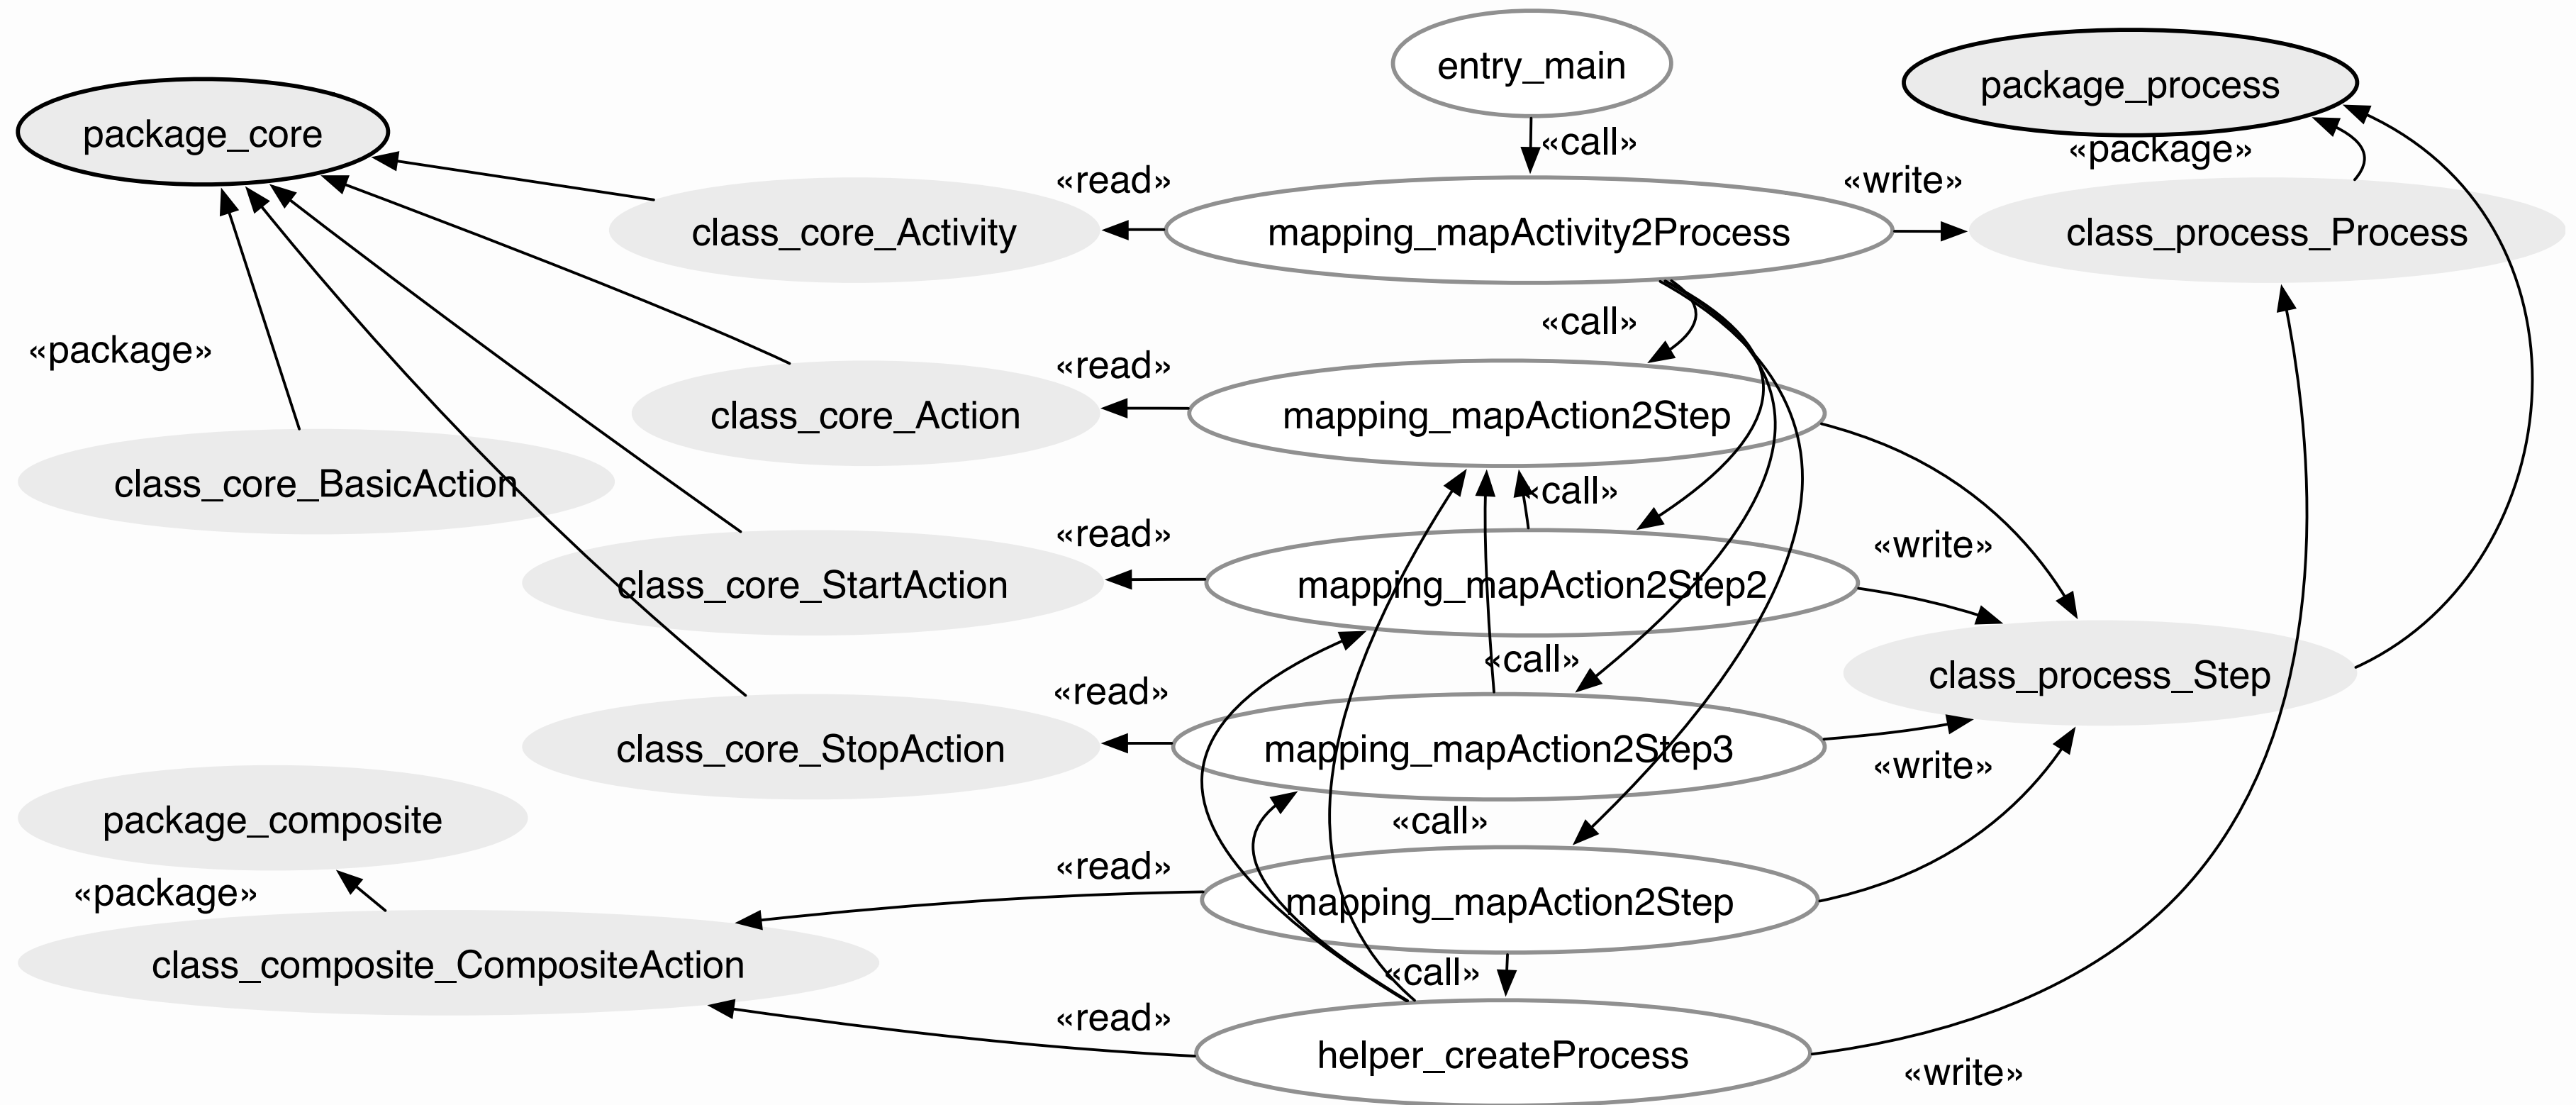 entry_main
package_process
package_core
«call»
«package»
«read»
«write»
class_core_Activity
mapping_mapActivity2Process
class_process_Process
«call»
«package»
«read»
class_core_Action
mapping_mapAction2Step
class_core_BasicAction
«call»
«read»
«write»
class_core_StartAction
mapping_mapAction2Step2
«call»
class_process_Step
«read»
class_core_StopAction
mapping_mapAction2Step3
«write»
package_composite
«call»
«read»
«package»
mapping_mapAction2Step
class_composite_CompositeAction
«call»
«read»
helper_createProcess
«write»